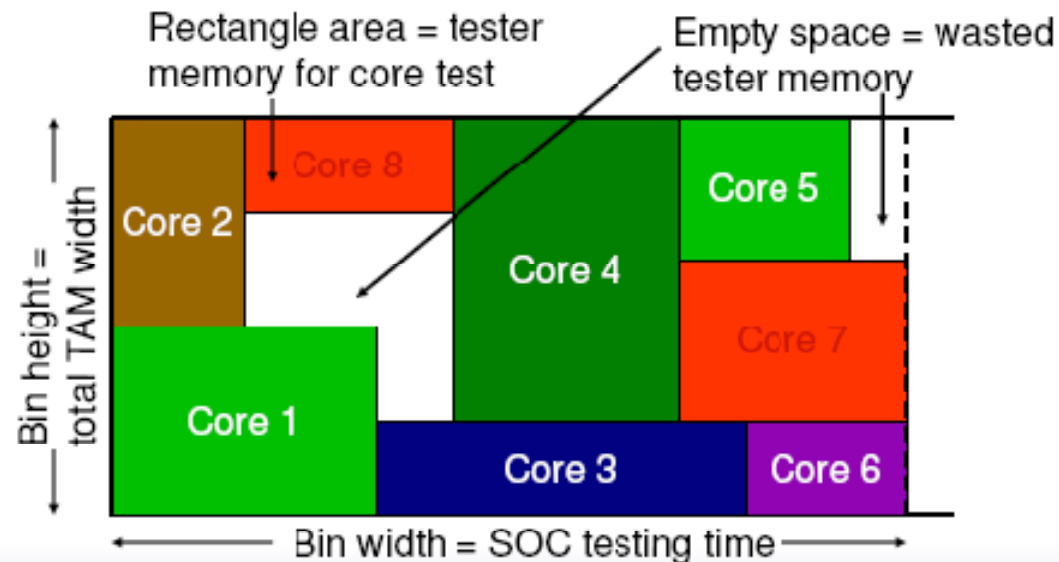 Rectangle area = tester
memory for core test
Empty space = wasted
tester memory
Core 8
Core 5
Core 2
Core 4
Core 7
Core 1
Core 3
Core 6
Bin height =
total TAM width
Bin width = SOC testing time